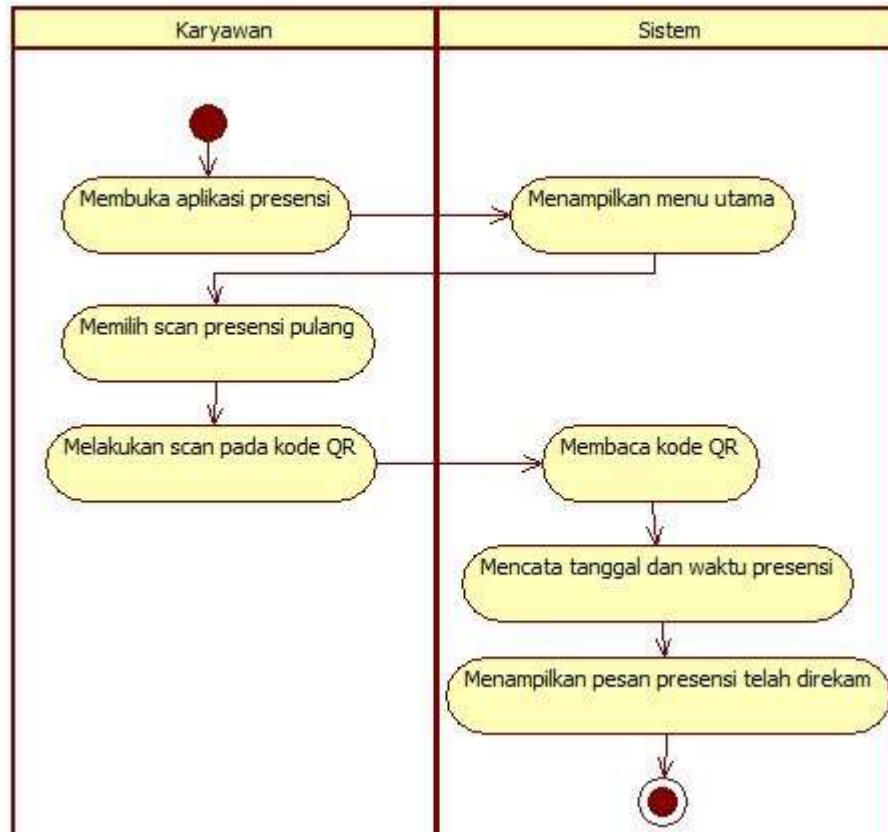 Karyawan
Sistem
Membuka aplikasi presensi
Menampilkan menu utama
Memilih scan presensi pulang
Melakukan scan pada kode QR
Membaca kode QR
Mencata tanggal dan waktu presensi
Menampilkan pesan presensi telah direkam